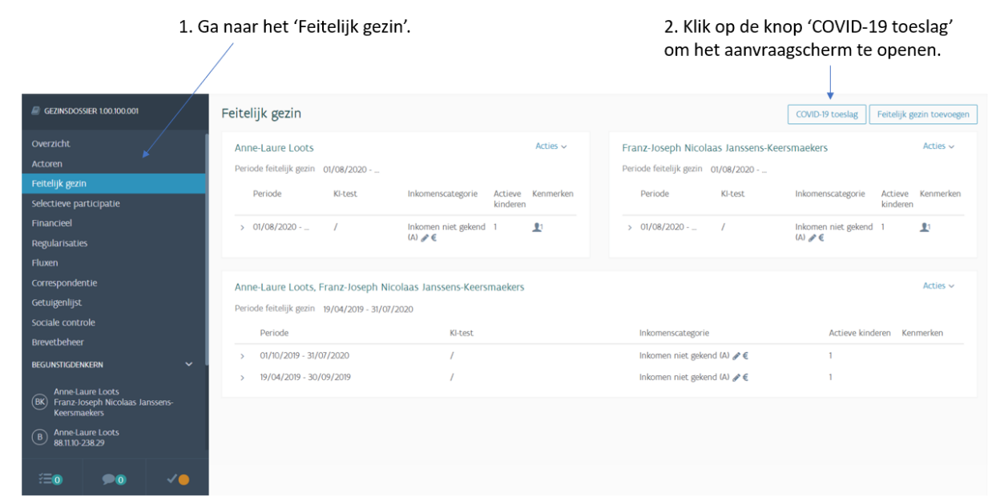 1. Ga naar het ‘Feitelijk gezin’.
2. Klik op de knop ‘COVID-19 toeslag’
om het aanvraagscherm te openen.
GEZINSDOSSIER 1.00.100.001
Overzicht
Actoren
Feitelijk gezin
Selectieve participatie
Financieel
Regularisaties
Fluxen
Correspondentie
Getuigenlijst
Sociale controle
Brevetbeheer
BEGUNSTIGDENKERN
BK
Anne-Laure Loots
Franz-Joseph Nicolaas Janssens-
Keersmaekers
B
Anne-Laure Loots
88.11.10-238.29
0 0
Feitelijk gezin
COVID-19 toeslag Feitelijk gezin toevoegen
Anne-Laure Loots Acties
Periode feitelijk gezin 01/08/2020 - ...
Periode KI-test Inkomenscategorie Actieve kinderen Kenmerken
01/08/2020 - ... / Inkomen niet gekend 1 1
(A) €
Franz-Joseph Nicolaas Janssens-Keersmaekers Acties
Periode feitelijk gezin 01/08/2020 - ...
Periode KI-test Inkomenscategorie Actieve kinderen Kenmerken
01/08/2020 - ... / Inkomen niet gekend 1 1
(A) €
Anne-Laure Loots, Franz-Joseph Nicolaas Janssens-Keersmaekers Acties
Periode feitelijk gezin 19/04/2019 - 31/07/2020
Periode KI-test Inkomenscategorie Actieve kinderen Kenmerken
01/10/2019 - 31/07/2020 / Inkomen niet gekend (A) € 1
19/04/2019 - 30/09/2019 / Inkomen niet gekend (A) € 1